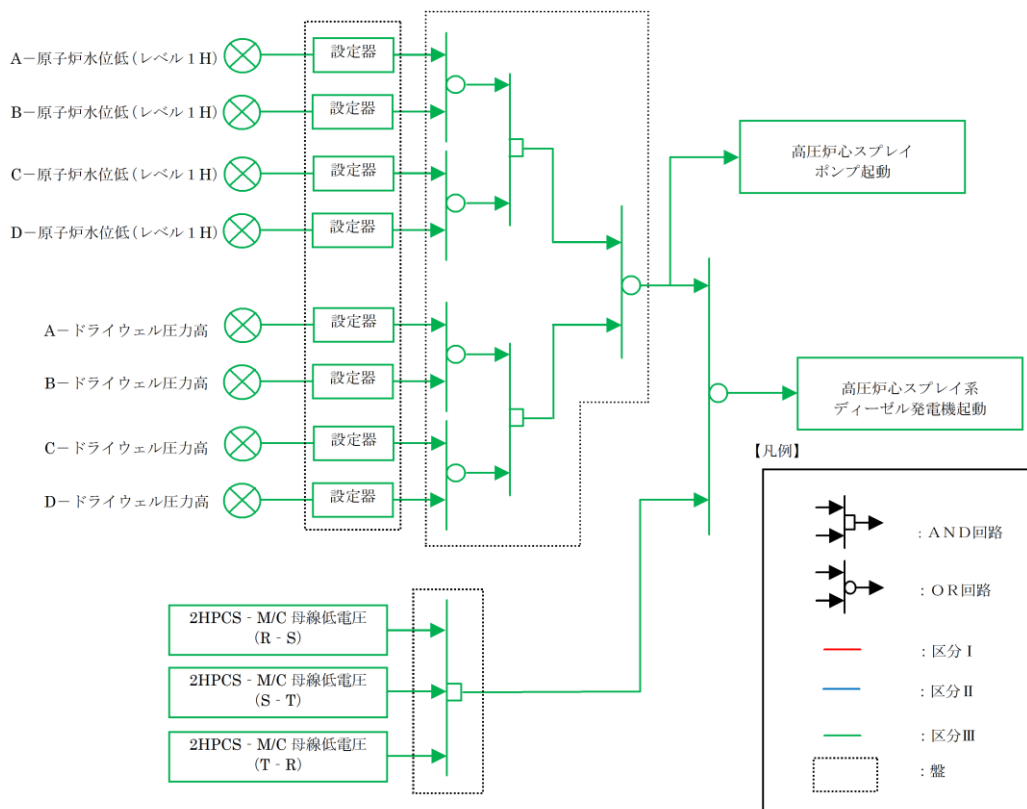 A－原子炉水位低（レベル１H）
設定器
B－原子炉水位低（レベル１H）
設定器
C－原子炉水位低（レベル１H）
設定器
D－原子炉水位低（レベル１H）
設定器
A－ドライウェル圧力高
設定器
B－ドライウェル圧力高
設定器
C－ドライウェル圧力高
設定器
D－ドライウェル圧力高
設定器
高圧炉心スプレイ
ポンプ起動
高圧炉心スプレイ系
ディーゼル発電機起動
2HPCS‐M/C 母線低電圧
(R‐S)
2HPCS‐M/C 母線低電圧
(S‐T)
2HPCS‐M/C 母線低電圧
(T‐R)
【凡例】
：ＡＮＤ回路
：ＯＲ回路
：区分Ⅰ
：区分Ⅱ
：区分Ⅲ
：盤